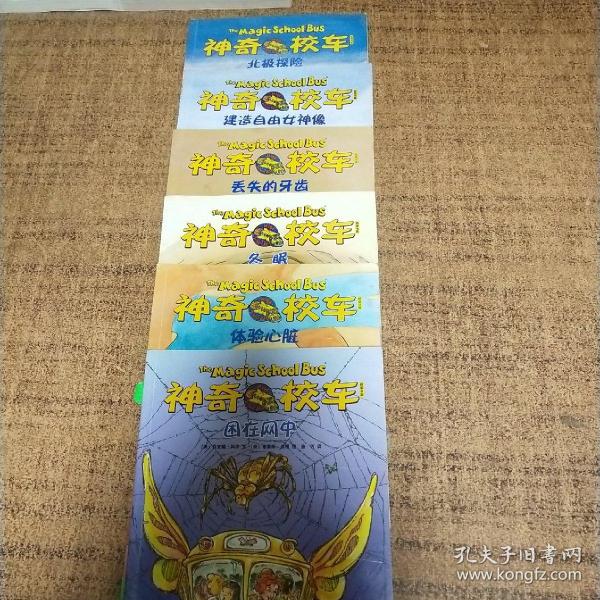 The Magic School Bus
神奇校车
北极探险
The Magic School Bus
神奇校车
建造自由女神像
The Magic School Bus
神奇校车
丢失的牙齿
The Magic School Bus
神奇校车
冬眠
The Magic School Bus
神奇校车
体验心脏
The Magic School Bus
神奇校车
困在网中
孔夫子旧书网
www.kongfz.com